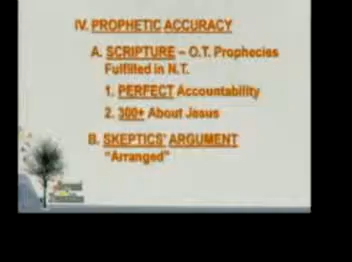 IV. PROPHETIC ACCURACY
A. SCRIPTURE – O.T. Prophecies
Fulfilled in N.T.
1. PERFECT Accountability
2. 300+ About Jesus
B. SKEPTICS' ARGUMENT
"Arranged"